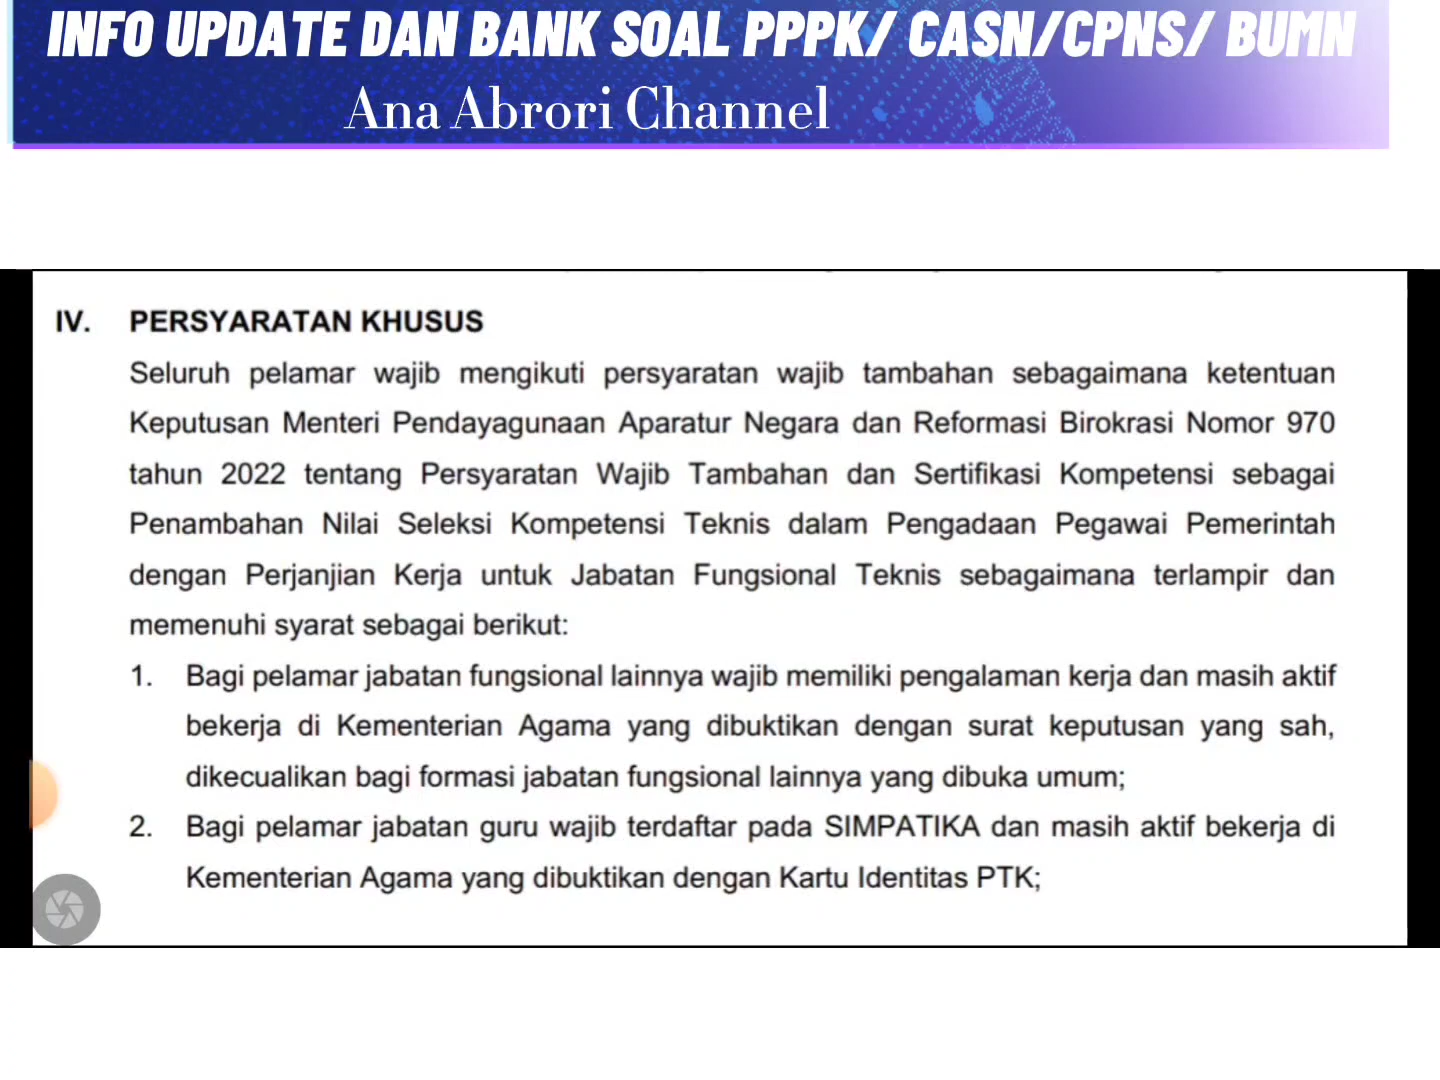 INFO UPDATE DAN BANK SOAL PPPK/ CASN/CPNS/ BUMN
Ana Abrori Channel
IV. PERSYARATAN KHUSUS
Seluruh pelamar wajib mengikuti persyaratan wajib tambahan sebagaimana ketentuan
Keputusan Menteri Pendayagunaan Aparatur Negara dan Reformasi Birokrasi Nomor 970
tahun 2022 tentang Persyaratan Wajib Tambahan dan Sertifikasi Kompetensi sebagai
Penambahan Nilai Seleksi Kompetensi Teknis dalam Pengadaan Pegawai Pemerintah
dengan Perjanjian Kerja untuk Jabatan Fungsional Teknis sebagaimana terlampir dan
memenuhi syarat sebagai berikut:
1. Bagi pelamar jabatan fungsional lainnya wajib memiliki pengalaman kerja dan masih aktif
bekerja di Kementerian Agama yang dibuktikan dengan surat keputusan yang sah,
dikecualikan bagi formasi jabatan fungsional lainnya yang dibuka umum;
2. Bagi pelamar jabatan guru wajib terdaftar pada SIMPATIKA dan masih aktif bekerja di
Kementerian Agama yang dibuktikan dengan Kartu Identitas PTK;